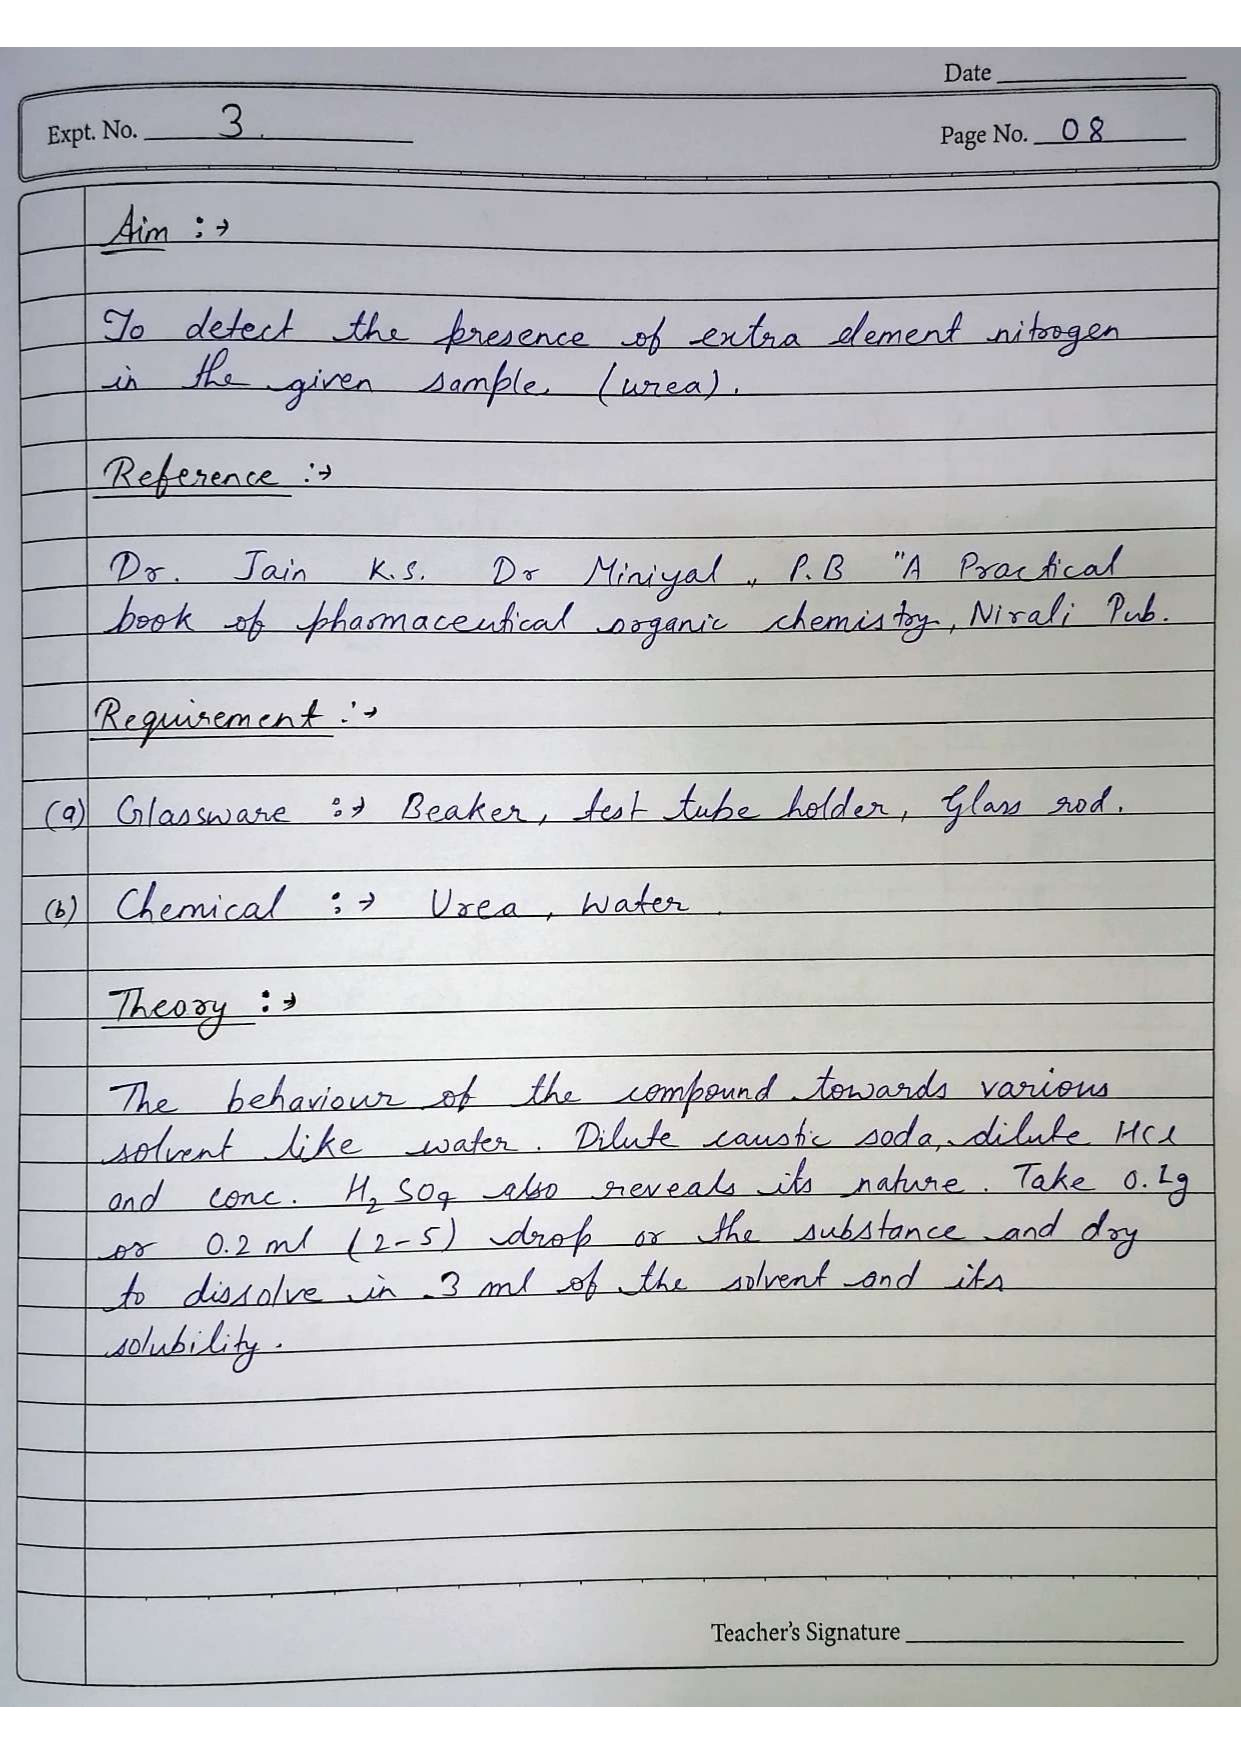 Date
Expt. No. 3.
Page No. 08
Aim :→
To detect the presence of extra element nitrogen
in the given sample (urea).
Reference :→
Dr. Jain K.S. Dr Miniyal, P.B "A Practical
book of pharmaceutical organic chemistry, Nirali Pub.
Requirement :→
(a) Glassware :→ Beaker, test tube holder, Glass rod.
(b) Chemical :→ Urea, Water.
Theory :→
The behaviour of the compound towards various
solvent like water. Dilute caustic soda, dilute HCl
and conc. H₂SO₄ also reveals its nature. Take 0.1g
or 0.2 ml (2-5) drop or the substance and dry
to dissolve in 3 ml of the solvent and its
solubility.
Teacher's Signature